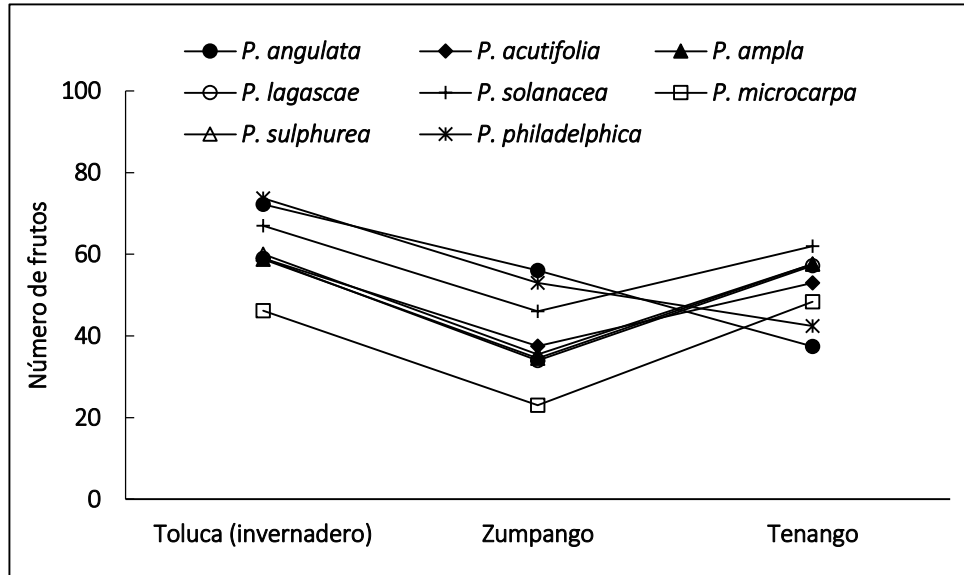 P. angulata P. acutifolia P. ampla
P. lagascae P. solanacea P. microcarpa
P. sulphurea P. philadelphica
Número de frutos
100
80
60
40
20
0
Toluca (invernadero) Zumpango Tenango